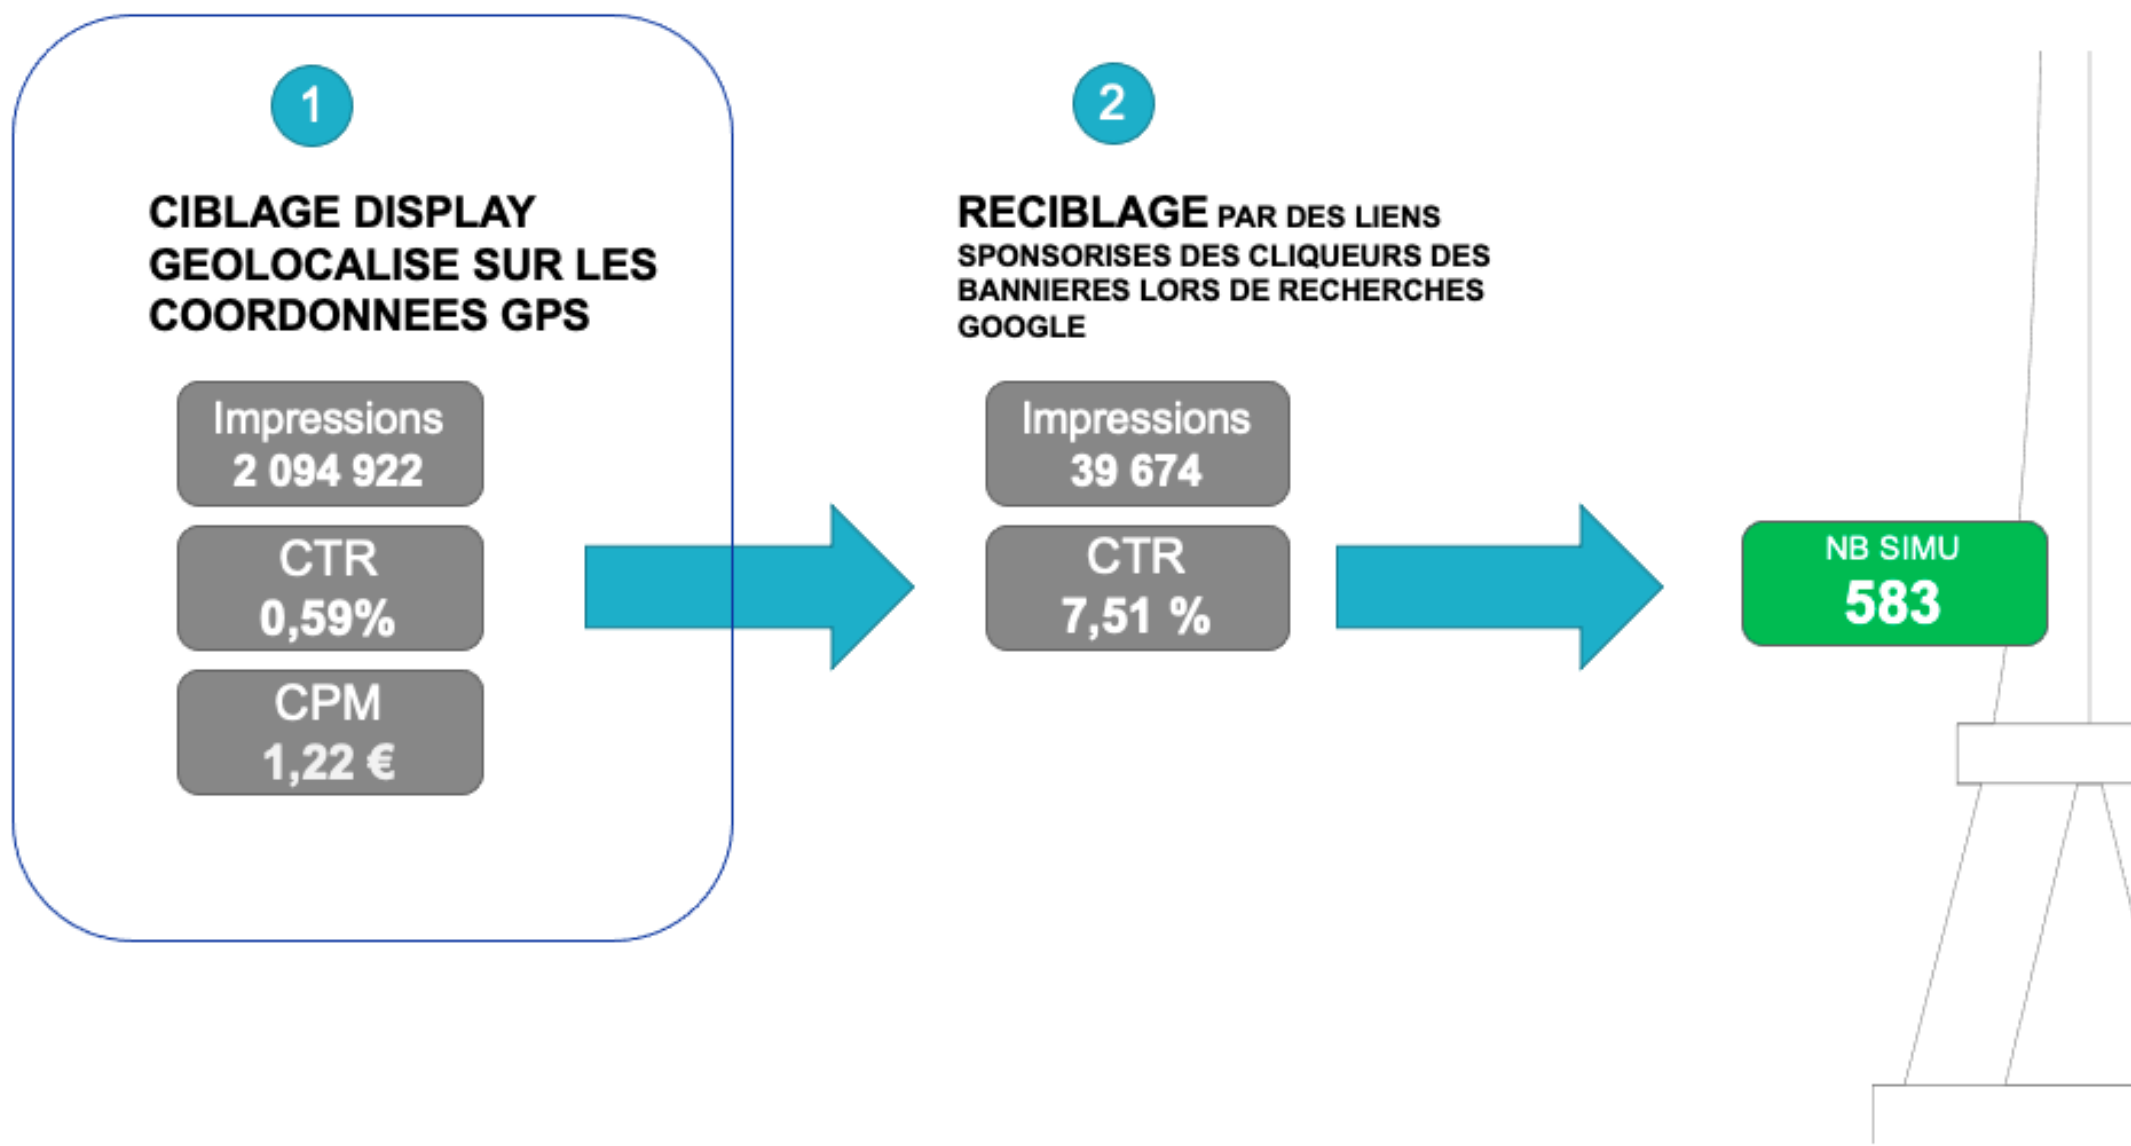 1
CIBLAGE DISPLAY
GEOLOCALISE SUR LES
COORDONNEES GPS
Impressions
2 094 922
CTR
0,59%
CPM
1,22 €
2
RECIBLAGE PAR DES LIENS
SPONSORISES DES CLIQUEURS DES
BANNIERES LORS DE RECHERCHES
GOOGLE
Impressions
39 674
CTR
7,51 %
NB SIMU
583